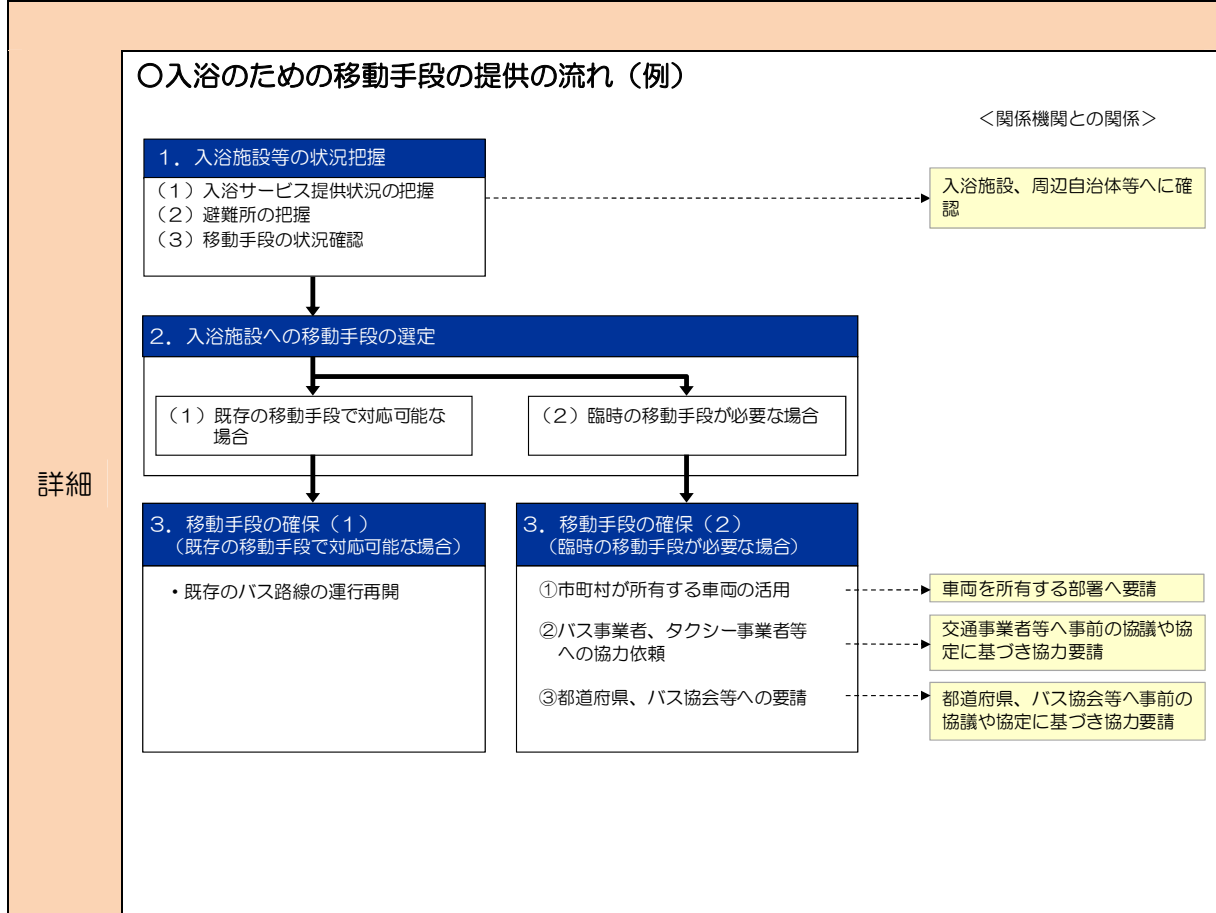 〇入浴のための移動手段の提供の流れ（例）
＜関係機関との関係＞
１．入浴施設等の状況把握
（１）入浴サービス提供状況の把握
（２）避難所の把握
（３）移動手段の状況確認
入浴施設、周辺自治体等へに確
認
２．入浴施設への移動手段の選定
（１）既存の移動手段で対応可能な
場合
（２）臨時の移動手段が必要な場合
詳細
３．移動手段の確保（１）
（既存の移動手段で対応可能な場合）
・既存のバス路線の運行再開
３．移動手段の確保（２）
（臨時の移動手段が必要な場合）
①市町村が所有する車両の活用
②バス事業者、タクシー事業者等
への協力依頼
③都道府県、バス協会等への要請
車両を所有する部署へ要請
交通事業者等へ事前の協議や協
定に基づき協力要請
都道府県、バス協会等へ事前の
協議や協定に基づき協力要請